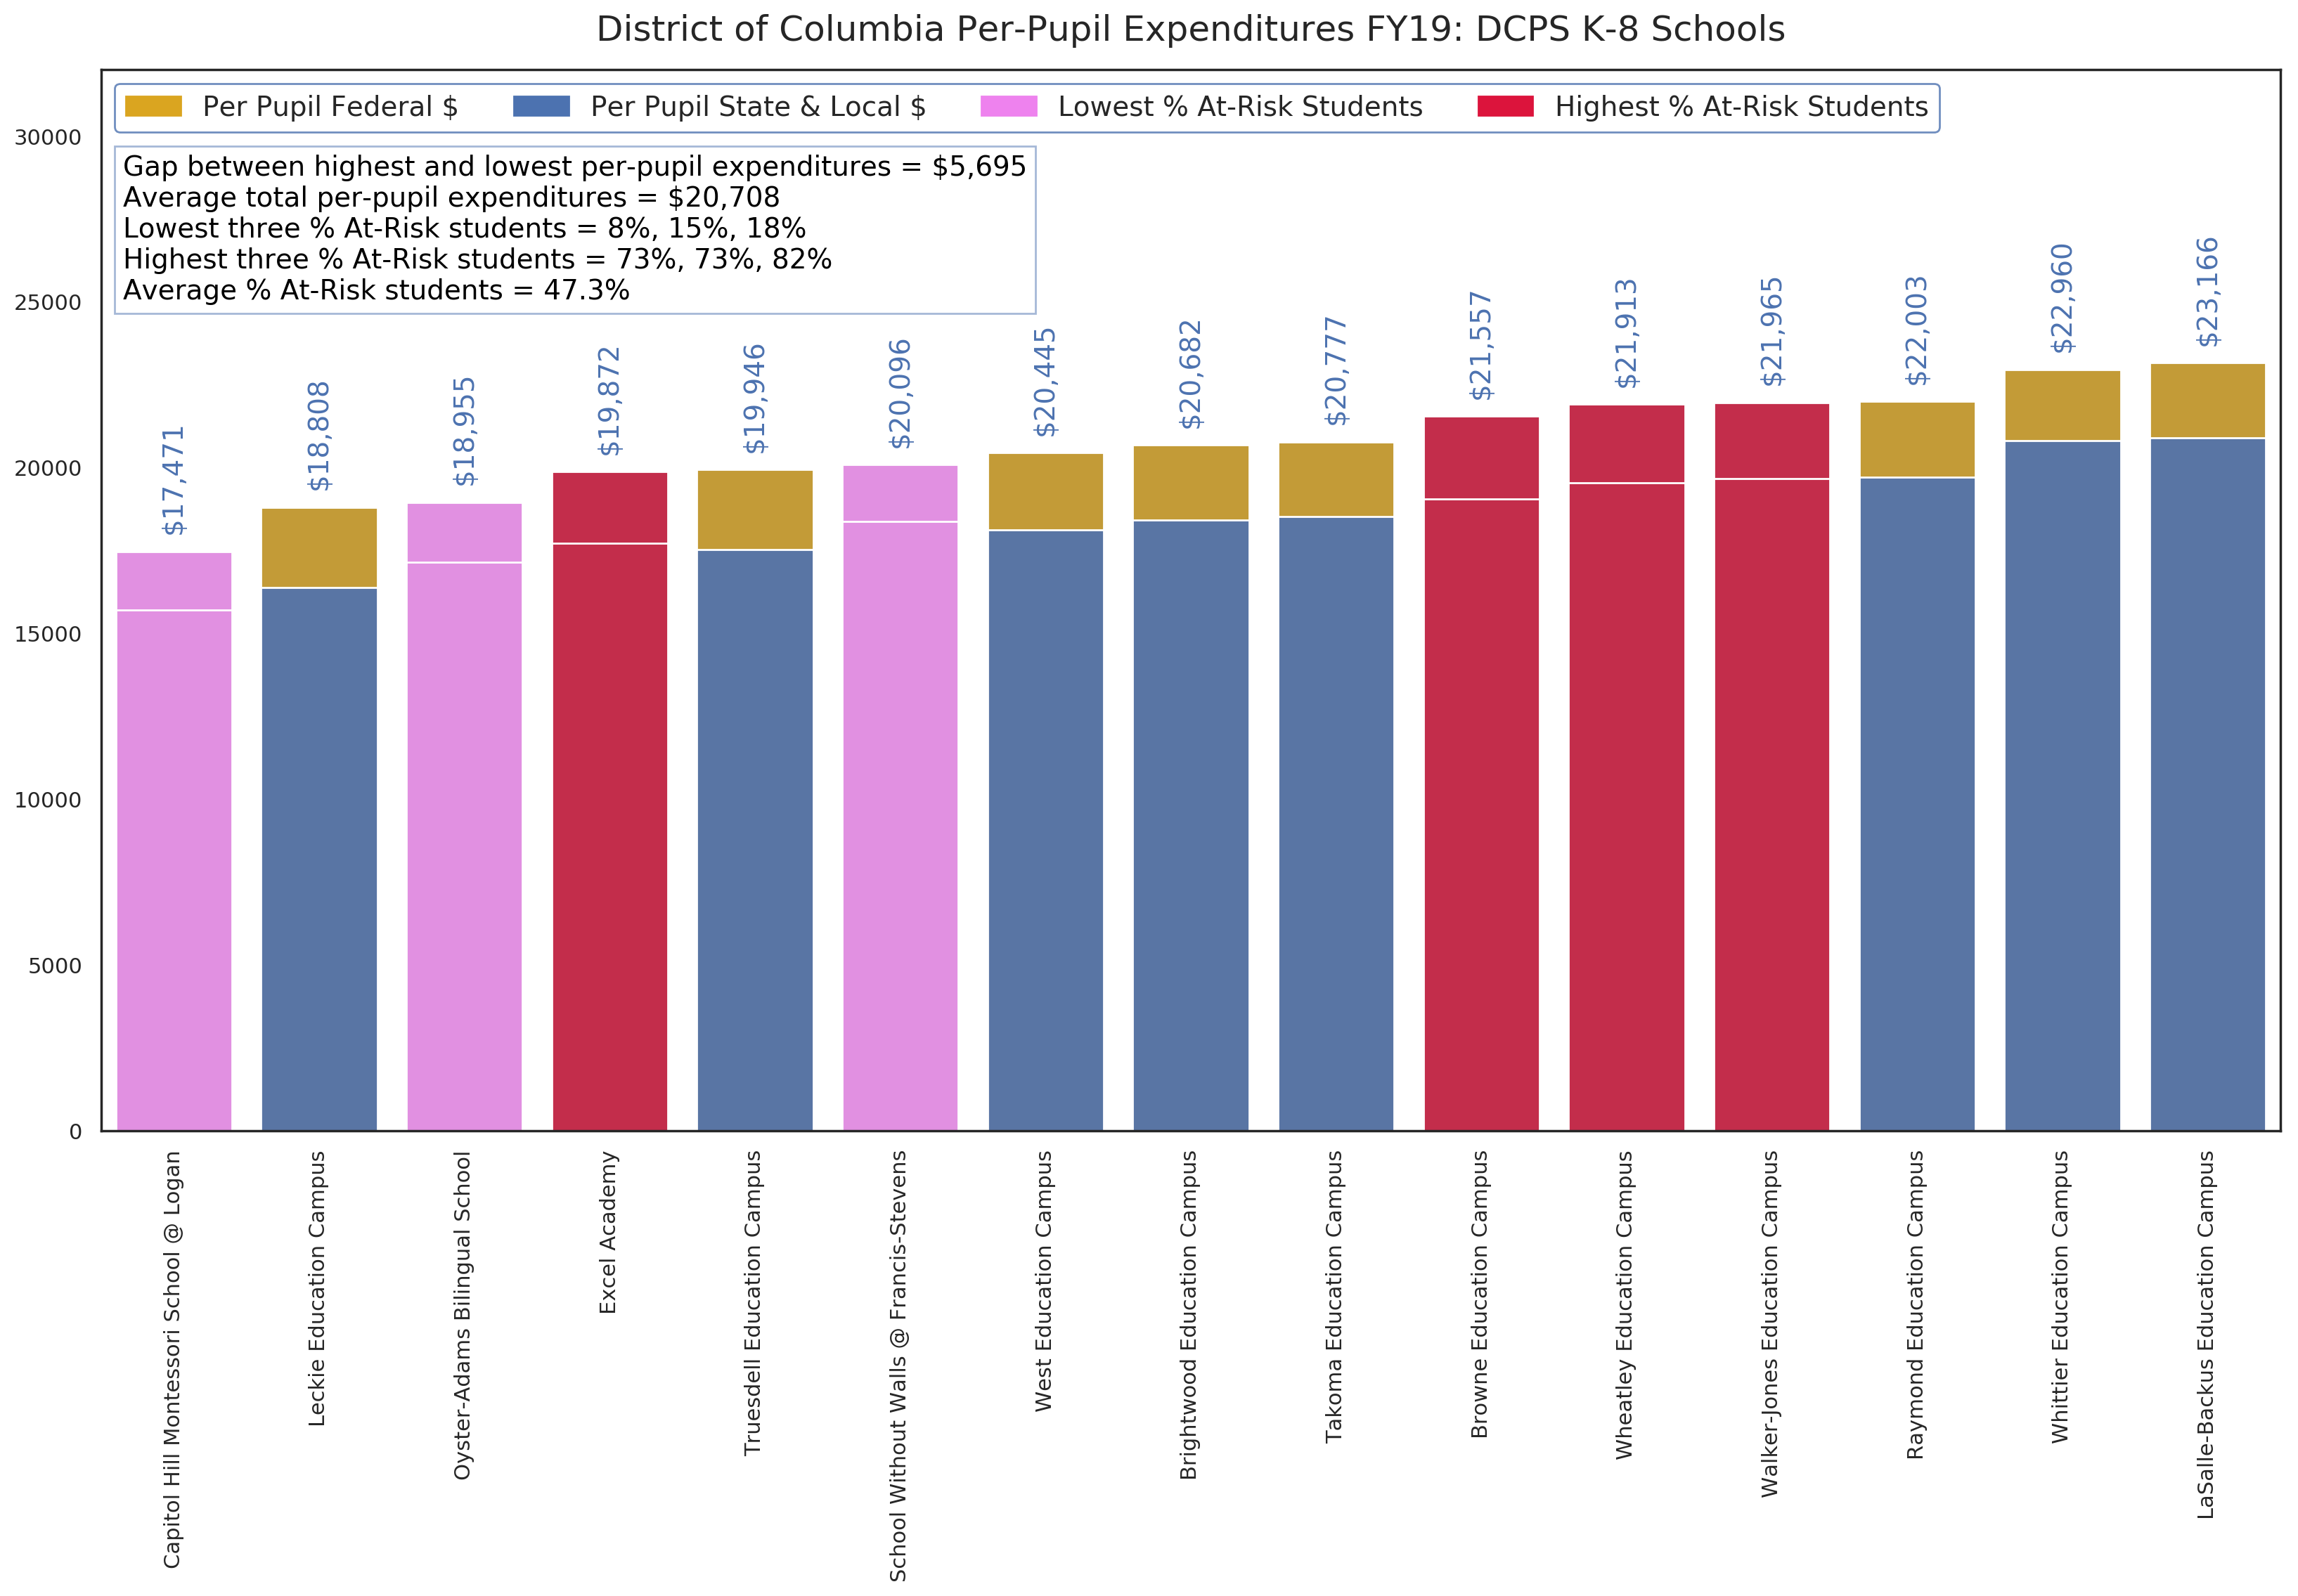 District of Columbia Per-Pupil Expenditures FY19: DCPS K-8 Schools
Per Pupil Federal $
Per Pupil State & Local $
Lowest % At-Risk Students
Highest % At-Risk Students
Gap between highest and lowest per-pupil expenditures = $5,695
Average total per-pupil expenditures = $20,708
Lowest three % At-Risk students = 8%, 15%, 18%
Highest three % At-Risk students = 73%, 73%, 82%
Average % At-Risk students = 47.3%
30000
25000
20000
15000
10000
5000
0
$17,471
$18,808
$18,955
$19,872
$19,946
$20,096
$20,445
$20,682
$20,777
$21,557
$21,913
$21,965
$22,003
$22,960
$23,166
Capitol Hill Montessori School @ Logan
Leckie Education Campus
Oyster-Adams Bilingual School
Excel Academy
Truesdell Education Campus
School Without Walls @ Francis-Stevens
West Education Campus
Brightwood Education Campus
Takoma Education Campus
Browne Education Campus
Wheatley Education Campus
Walker-Jones Education Campus
Raymond Education Campus
Whittier Education Campus
LaSalle-Backus Education Campus